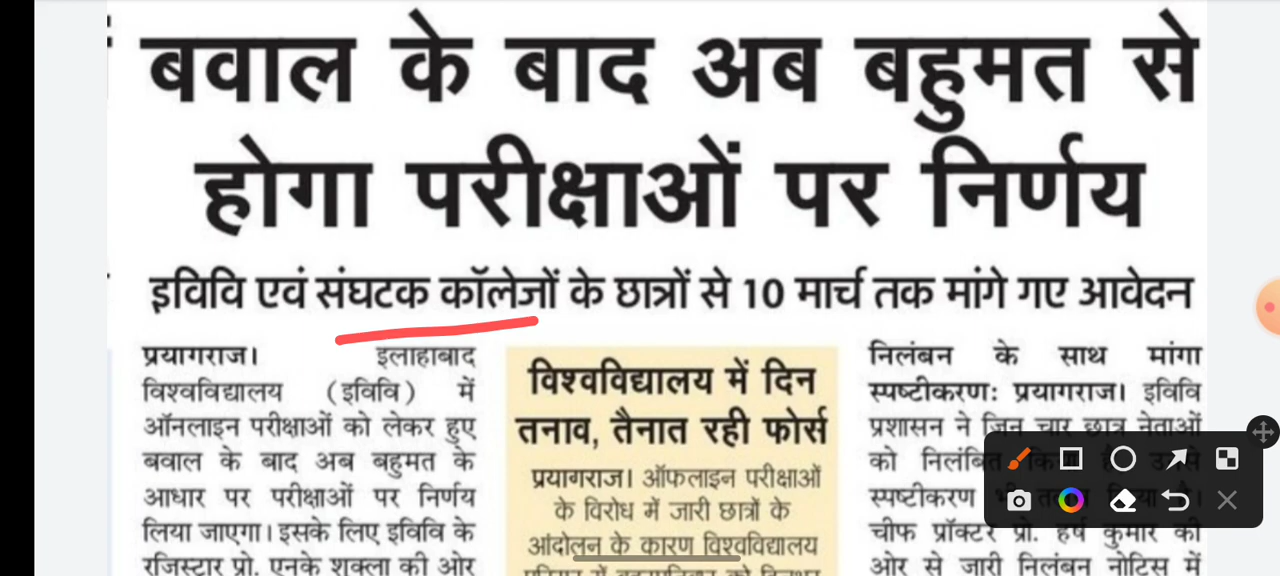 बवाल के बाद अब बहुमत से
होगा परीक्षाओं पर निर्णय
इविवि एवं संघटक कॉलेजों के छात्रों से 10 मार्च तक मांगे गए आवेदन
प्रयागराज। इलाहाबाद
विश्वविद्यालय (इविवि) में
ऑनलाइन परीक्षाओं को लेकर हुए
बवाल के बाद अब बहुमत के
आधार पर परीक्षाओं पर निर्णय
लिया जाएगा। इसके लिए इविवि के
रजिस्ट्रार प्रो. एनके शुक्ला की ओर
विश्वविद्यालय में दिन
तनाव, तैनात रही फोर्स
प्रयागराज। ऑफलाइन परीक्षाओं
के विरोध में जारी छात्रों के
आंदोलन के कारण विश्वविद्यालय
निलंबन के साथ मांगा
स्पष्टीकरण: प्रयागराज। इविवि
प्रशासन ने जिन चार छात्र नेताओं
को निलंबित किया है, उनसे
स्पष्टीकरण भी
चीफ प्रॉक्टर प्रो. हर्ष कुमार की
ओर से जारी निलंबन नोटिस में